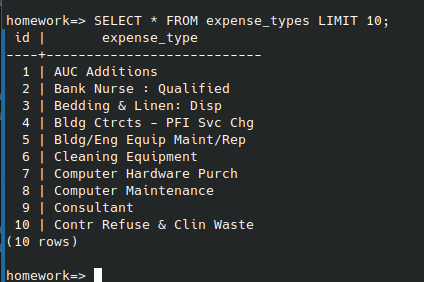 homework=> SELECT * FROM expense_types LIMIT 10;
 id |       expense_type
----+---------------------------
  1 | AUC Additions
  2 | Bank Nurse : Qualified
  3 | Bedding & Linen: Disp
  4 | Bldg Ctrcts - PFI Svc Chg
  5 | Bldg/Eng Equip Maint/Rep
  6 | Cleaning Equipment
  7 | Computer Hardware Purch
  8 | Computer Maintenance
  9 | Consultant
 10 | Contr Refuse & Clin Waste
(10 rows)

homework=>